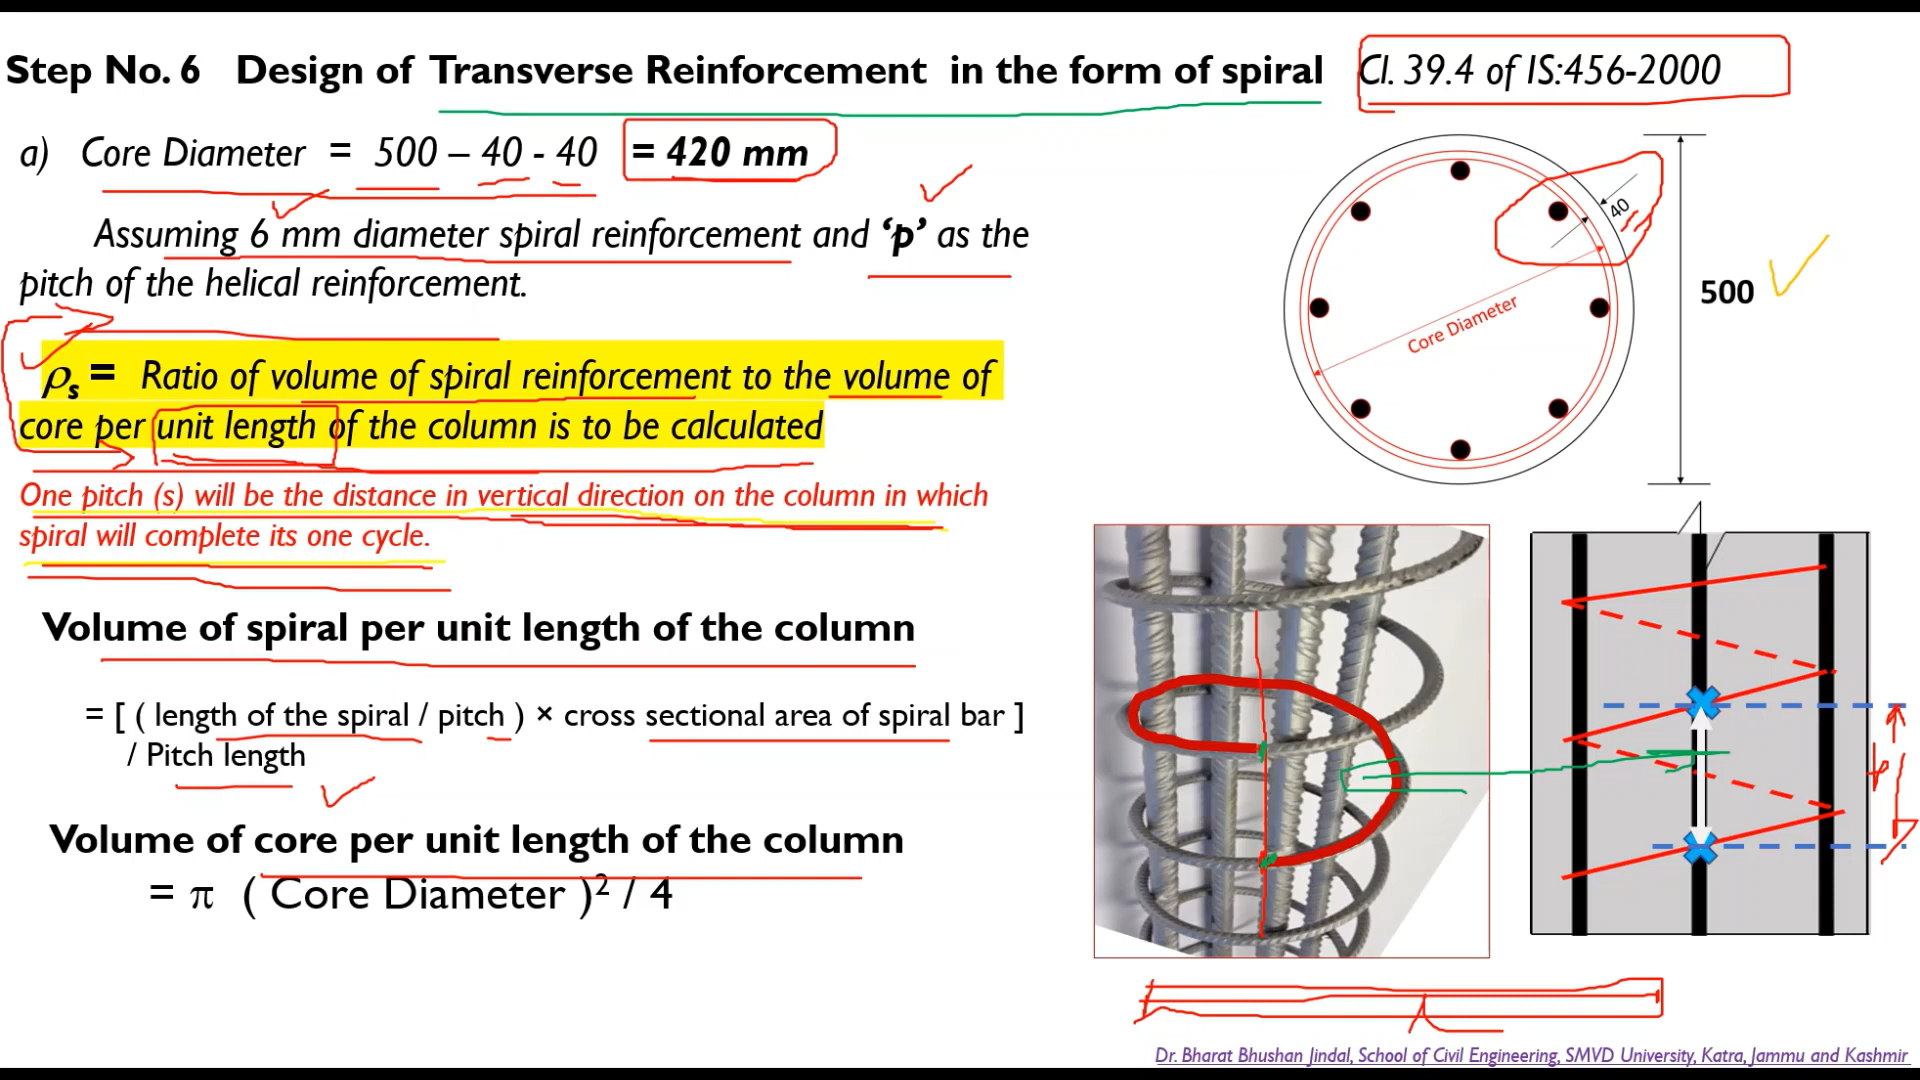 Step No. 6 Design of Transverse Reinforcement in the form of spiral Cl. 39.4 of IS:456-2000
a) Core Diameter = 500 – 40 - 40 = 420 mm
Assuming 6 mm diameter spiral reinforcement and ‘p’ as the
pitch of the helical reinforcement.
ρs = Ratio of volume of spiral reinforcement to the volume of
core per unit length of the column is to be calculated
One pitch (s) will be the distance in vertical direction on the column in which
spiral will complete its one cycle.
Volume of spiral per unit length of the column
= [ ( length of the spiral / pitch ) × cross sectional area of spiral bar ]
/ Pitch length
Volume of core per unit length of the column
= π ( Core Diameter )² / 4
40
500
Core Diameter
Dr. Bharat Bhushan Jindal, School of Civil Engineering, SMVD University, Katra, Jammu and Kashmir